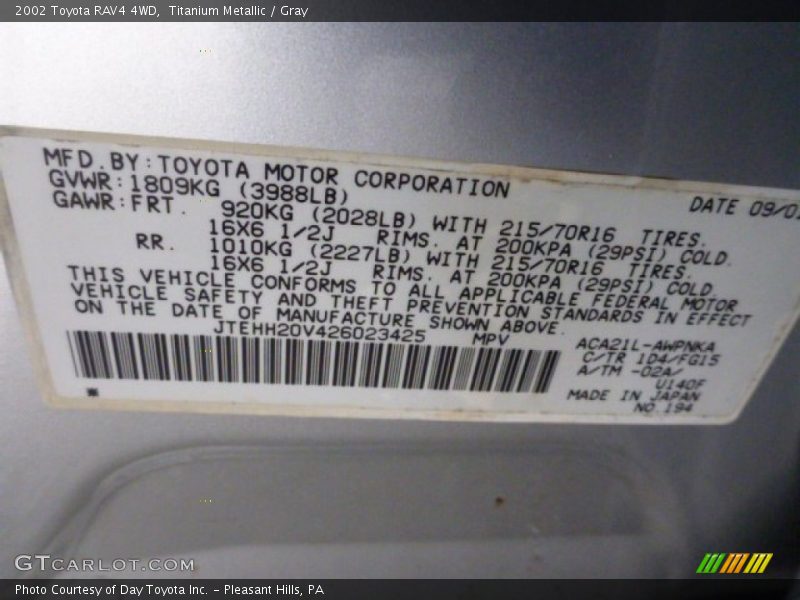 2002 Toyota RAV4 4WD, Titanium Metallic / Gray
MFD.BY:TOYOTA MOTOR CORPORATION DATE 09/01
GVWR:1809KG (3988LB)
GAWR:FRT. 920KG (2028LB) WITH 215/70R16 TIRES.
16X6 1/2J RIMS. AT 200KPA (29PSI) COLD.
RR. 1010KG (2227LB) WITH 215/70R16 TIRES.
16X6 1/2J RIMS. AT 200KPA (29PSI) COLD.
THIS VEHICLE CONFORMS TO ALL APPLICABLE FEDERAL MOTOR
VEHICLE SAFETY AND THEFT PREVENTION STANDARDS IN EFFECT
ON THE DATE OF MANUFACTURE SHOWN ABOVE.
JTEHH20V426023425 MPV
ACA21L-AWPNKA
C/TR 1D4/FG15
A/TM -02A/
U140F
MADE IN JAPAN
NO.194
GTCARLOT.COM
Photo Courtesy of Day Toyota Inc. - Pleasant Hills, PA